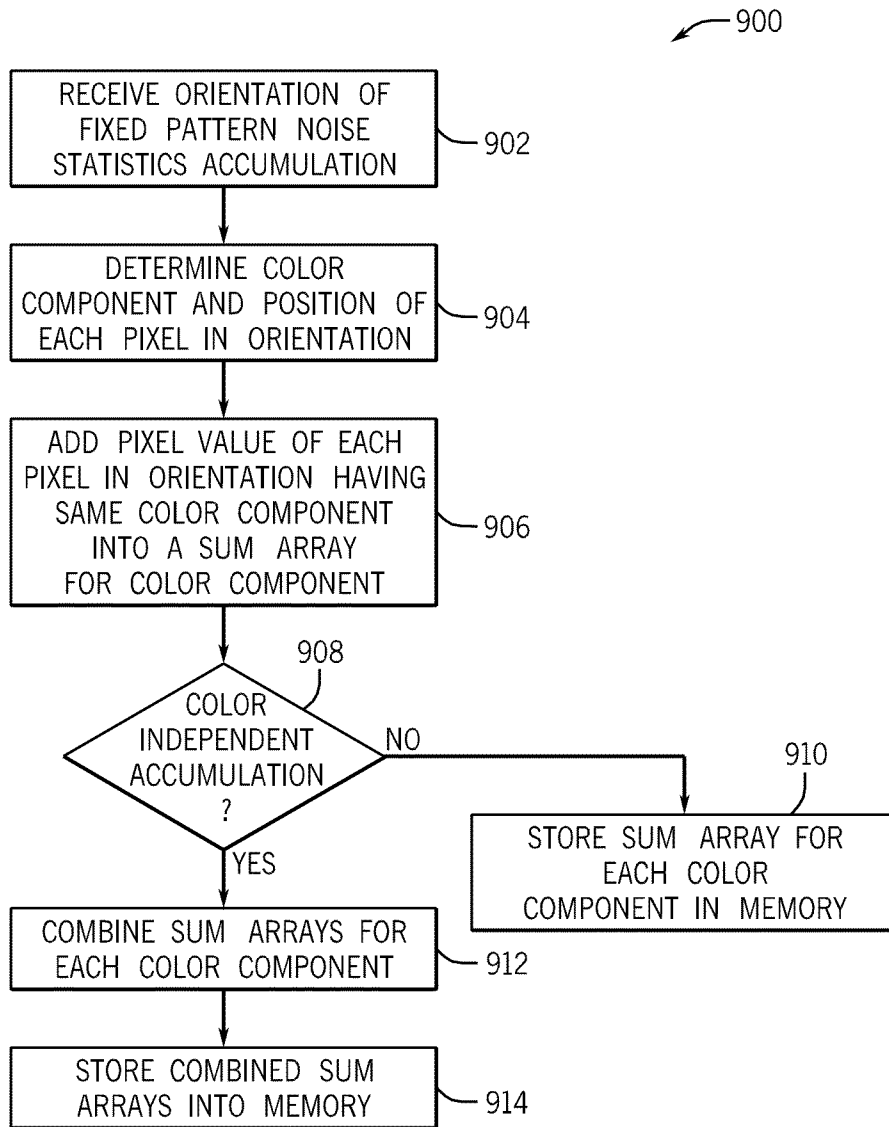 900
RECEIVE ORIENTATION OF
FIXED PATTERN NOISE
STATISTICS ACCUMULATION
902
DETERMINE COLOR
COMPONENT AND POSITION OF
EACH PIXEL IN ORIENTATION
904
ADD PIXEL VALUE OF EACH
PIXEL IN ORIENTATION HAVING
SAME COLOR COMPONENT
INTO A SUM ARRAY
FOR COLOR COMPONENT
906
908
COLOR
INDEPENDENT
ACCUMULATION
?
NO
YES
910
STORE SUM ARRAY FOR
EACH COLOR
COMPONENT IN MEMORY
COMBINE SUM ARRAYS FOR
EACH COLOR COMPONENT
912
STORE COMBINED SUM
ARRAYS INTO MEMORY
914